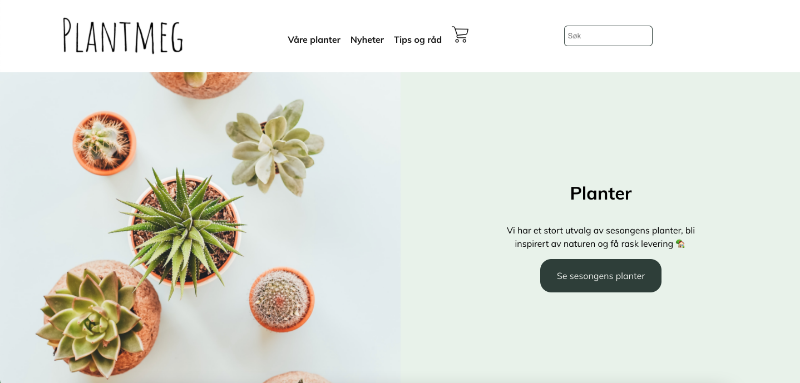 PLANTMEG
Våre planter Nyheter Tips og råd
Søk
Planter
Vi har et stort utvalg av sesongens planter, bli
inspirert av naturen og få rask levering
Se sesongens planter